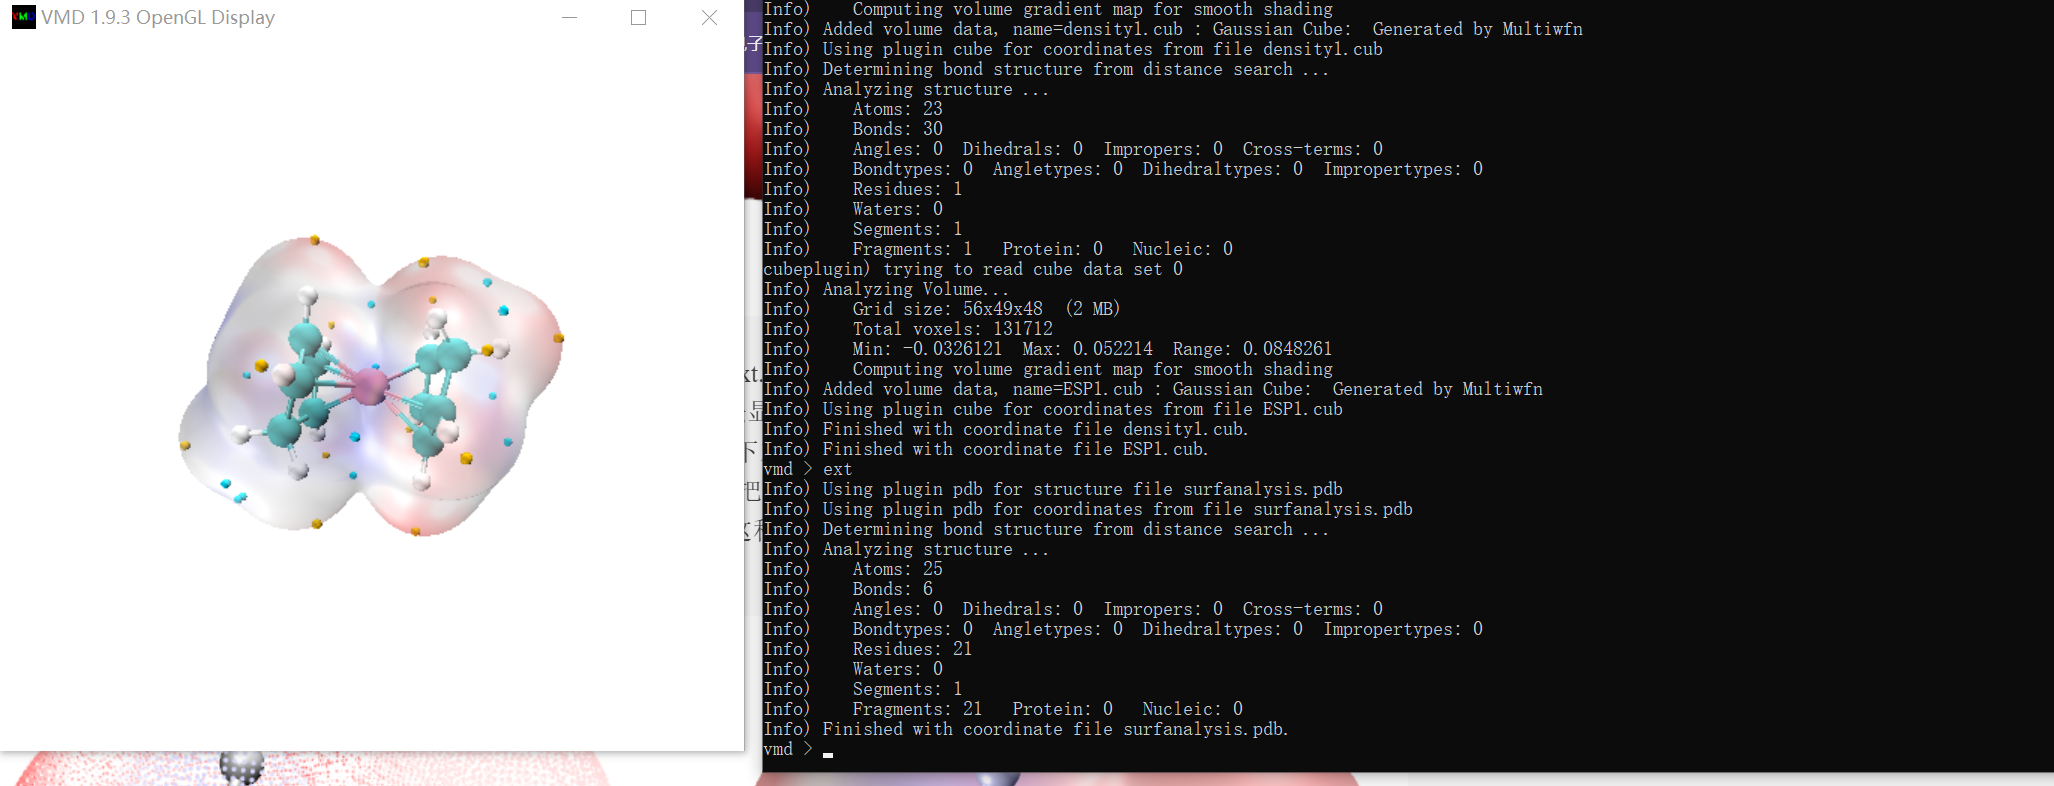 VMD 1.9.3 OpenGL Display
Info)    Computing volume gradient map for smooth shading
Info) Added volume data, name=density1.cub : Gaussian Cube:  Generated by Multiwfn
Info) Using plugin cube for coordinates from file density1.cub
Info) Determining bond structure from distance search ...
Info) Analyzing structure ...
Info)    Atoms: 23
Info)    Bonds: 30
Info)    Angles: 0  Dihedrals: 0  Impropers: 0  Cross-terms: 0
Info)    Bondtypes: 0  Angletypes: 0  Dihedraltypes: 0  Impropertypes: 0
Info)    Residues: 1
Info)    Waters: 0
Info)    Segments: 1
Info)    Fragments: 1   Protein: 0   Nucleic: 0
cubeplugin) trying to read cube data set 0
Info) Analyzing Volume...
Info)    Grid size: 56x49x48  (2 MB)
Info)    Total voxels: 131712
Info)    Min: -0.0326121  Max: 0.052214  Range: 0.0848261
Info)    Computing volume gradient map for smooth shading
Info) Added volume data, name=ESP1.cub : Gaussian Cube:  Generated by Multiwfn
Info) Using plugin cube for coordinates from file ESP1.cub
Info) Finished with coordinate file density1.cub.
Info) Finished with coordinate file ESP1.cub.
vmd > ext
Info) Using plugin pdb for structure file surfanalysis.pdb
Info) Using plugin pdb for coordinates from file surfanalysis.pdb
Info) Determining bond structure from distance search ...
Info) Analyzing structure ...
Info)    Atoms: 25
Info)    Bonds: 6
Info)    Angles: 0  Dihedrals: 0  Impropers: 0  Cross-terms: 0
Info)    Bondtypes: 0  Angletypes: 0  Dihedraltypes: 0  Impropertypes: 0
Info)    Residues: 21
Info)    Waters: 0
Info)    Segments: 1
Info)    Fragments: 21   Protein: 0   Nucleic: 0
Info) Finished with coordinate file surfanalysis.pdb.
vmd >